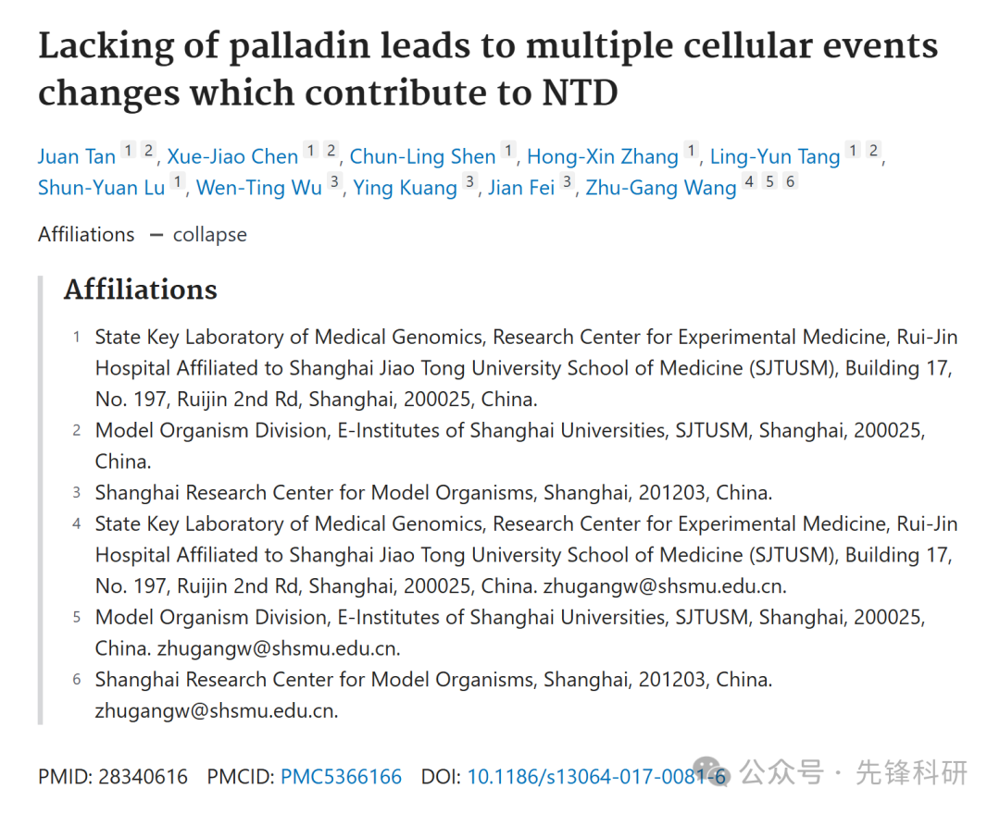 Lacking of palladin leads to multiple cellular events
changes which contribute to NTD
Juan Tan 1 2, Xue-Jiao Chen 1 2, Chun-Ling Shen 1, Hong-Xin Zhang 1, Ling-Yun Tang 1 2,
Shun-Yuan Lu 1, Wen-Ting Wu 3, Ying Kuang 3, Jian Fei 3, Zhu-Gang Wang 4 5 6
Affiliations − collapse
Affiliations
1 State Key Laboratory of Medical Genomics, Research Center for Experimental Medicine, Rui-Jin
Hospital Affiliated to Shanghai Jiao Tong University School of Medicine (SJTUSM), Building 17,
No. 197, Ruijin 2nd Rd, Shanghai, 200025, China.
2 Model Organism Division, E-Institutes of Shanghai Universities, SJTUSM, Shanghai, 200025,
China.
3 Shanghai Research Center for Model Organisms, Shanghai, 201203, China.
4 State Key Laboratory of Medical Genomics, Research Center for Experimental Medicine, Rui-Jin
Hospital Affiliated to Shanghai Jiao Tong University School of Medicine (SJTUSM), Building 17,
No. 197, Ruijin 2nd Rd, Shanghai, 200025, China. zhugangw@shsmu.edu.cn.
5 Model Organism Division, E-Institutes of Shanghai Universities, SJTUSM, Shanghai, 200025,
China. zhugangw@shsmu.edu.cn.
6 Shanghai Research Center for Model Organisms, Shanghai, 201203, China.
zhugangw@shsmu.edu.cn.
PMID: 28340616 PMCID: PMC5366166 DOI: 10.1186/s13064-017-0081-6
公众号 · 先锋科研